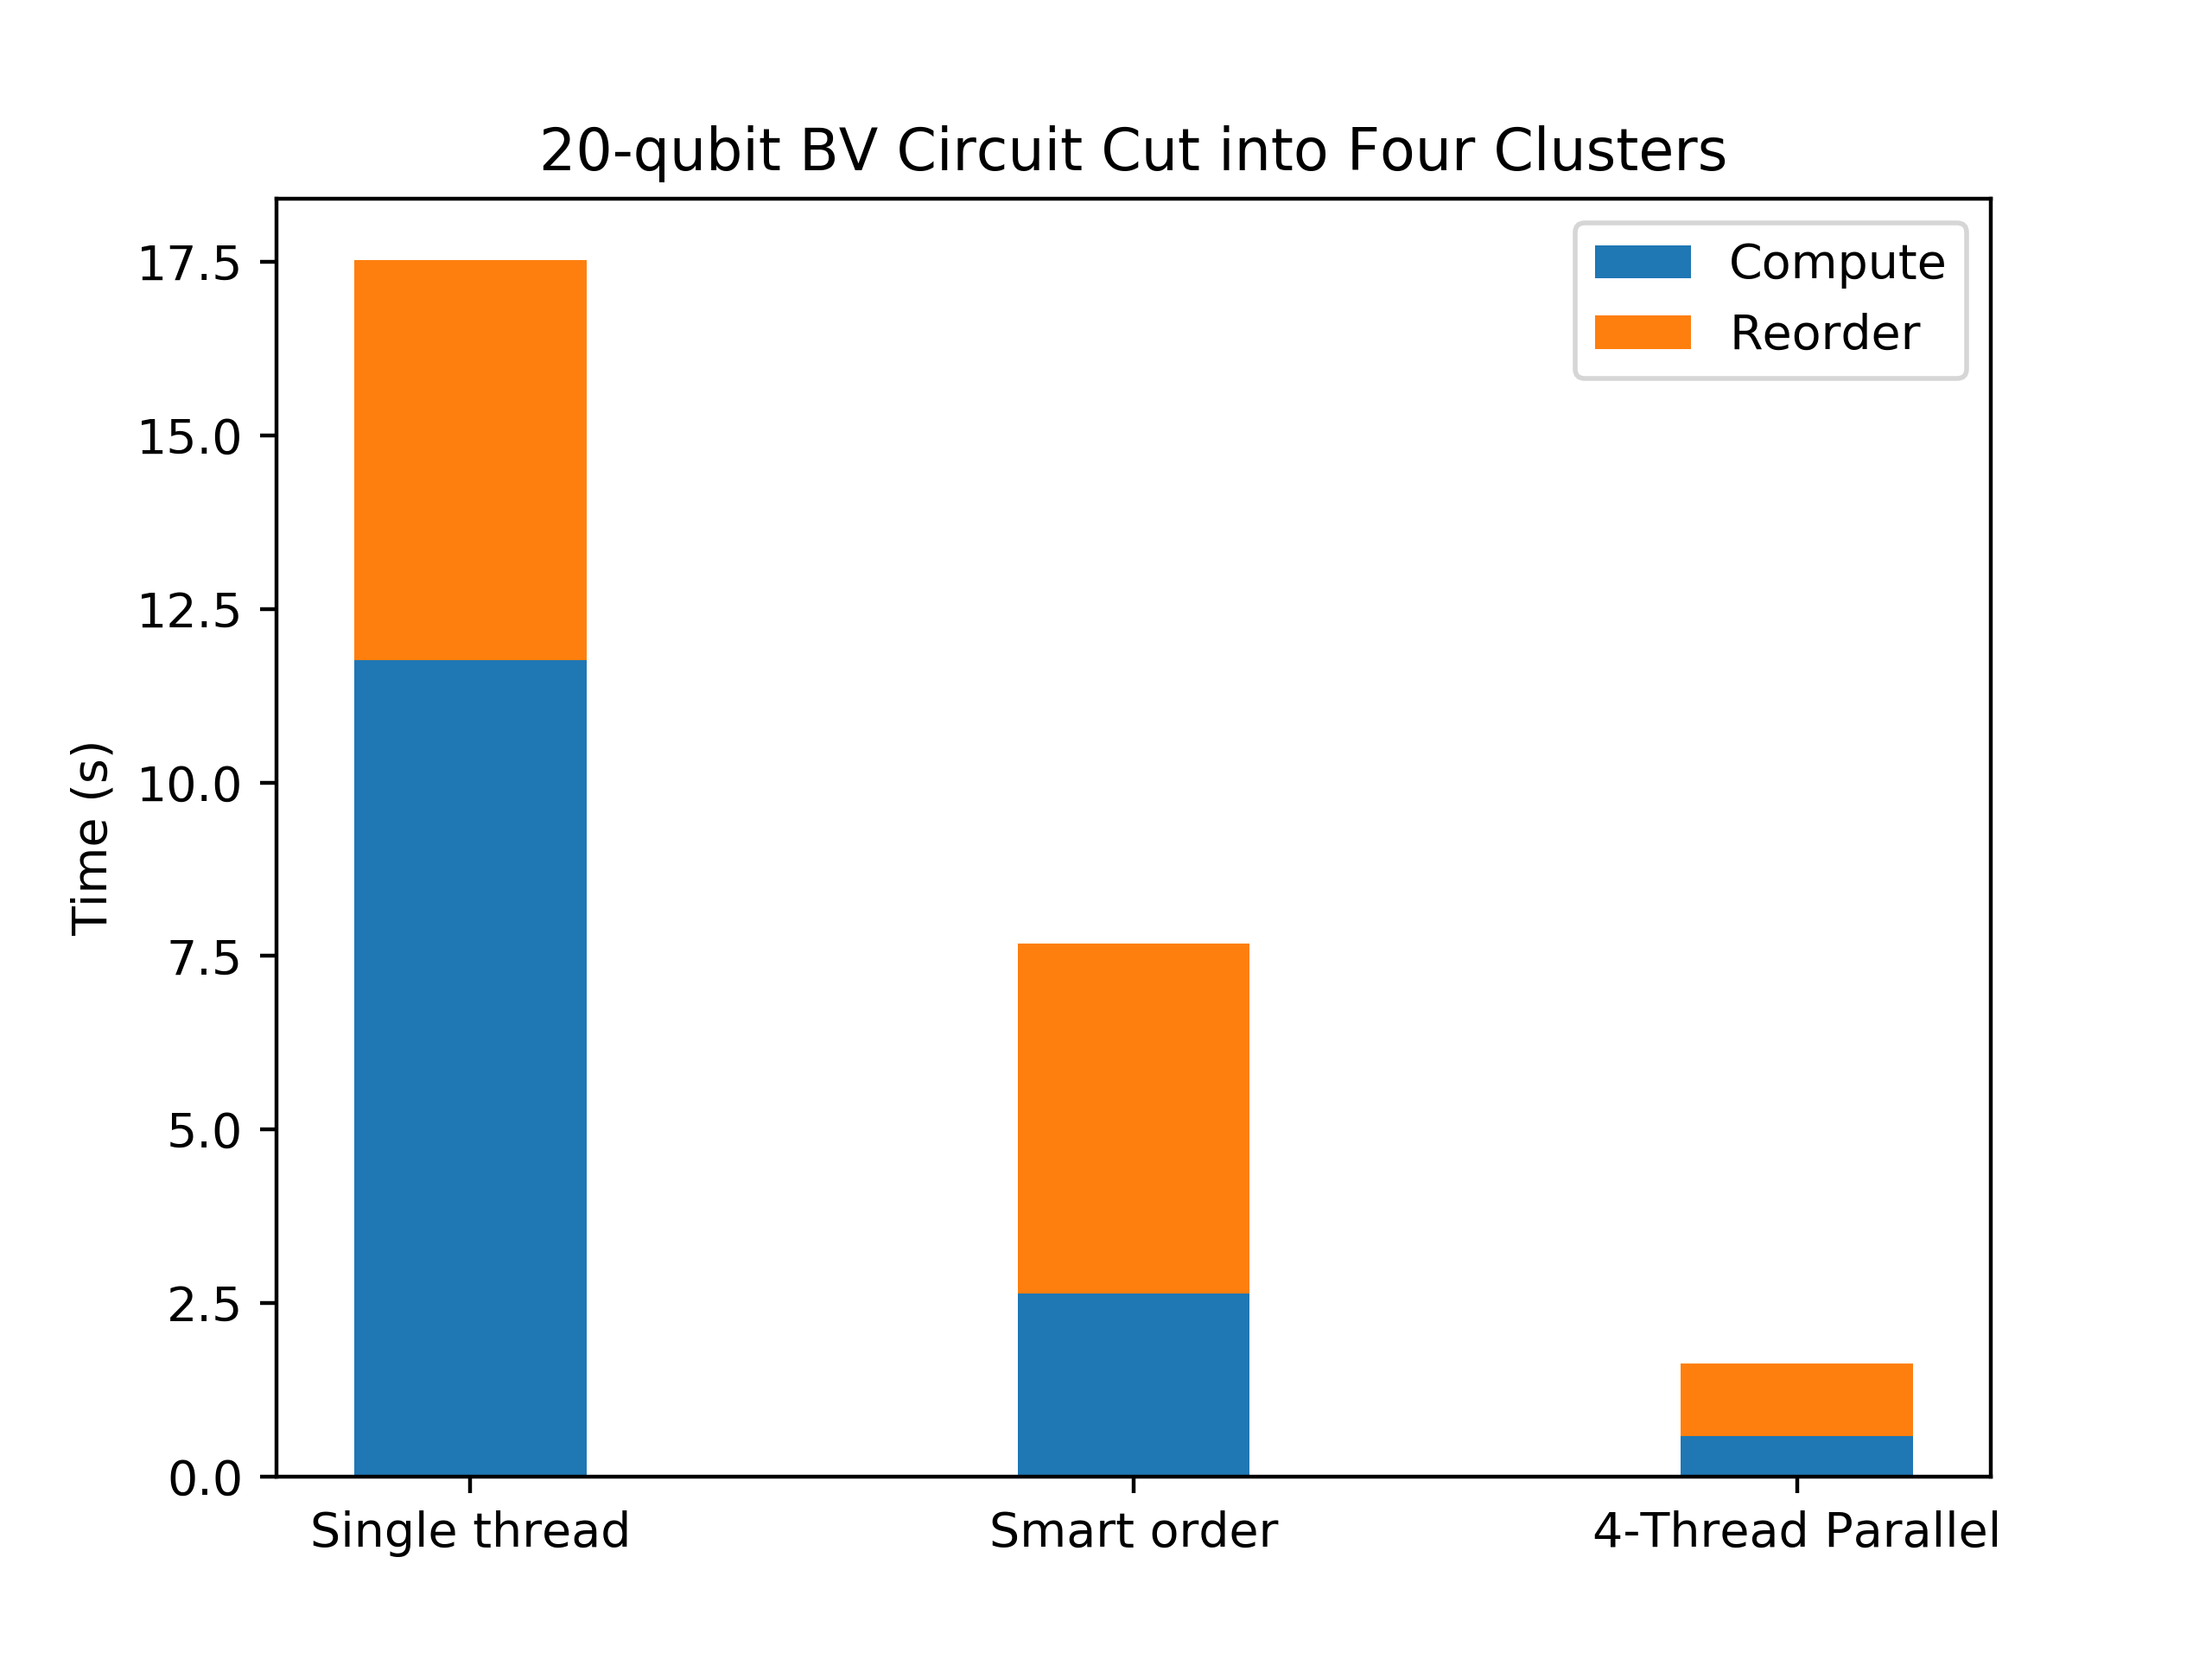 20-qubit BV Circuit Cut into Four Clusters
Compute
Reorder
Time (s)
17.5
15.0
12.5
10.0
7.5
5.0
2.5
0.0
Single thread
Smart order
4-Thread Parallel